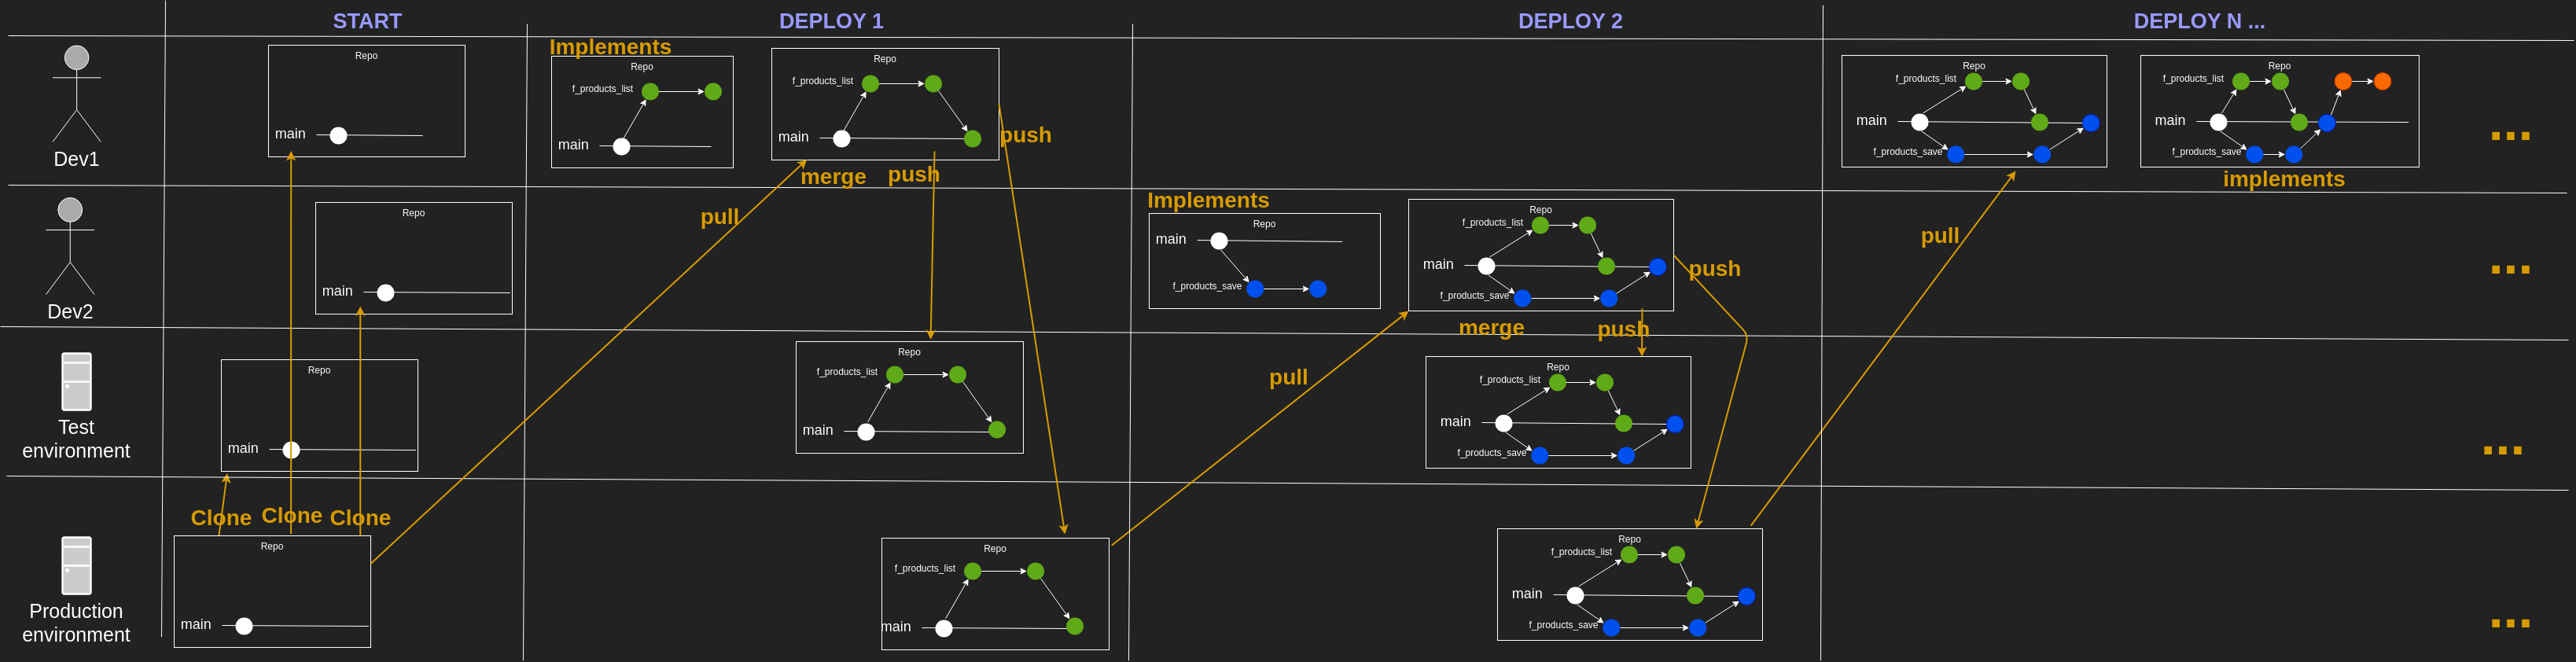 START
DEPLOY 1
DEPLOY 2
DEPLOY N ...
Dev1
Repo
main
Implements
Repo
f_products_list
main
Repo
f_products_list
main
merge
push
push
pull
Repo
f_products_list
main
f_products_save
Repo
f_products_list
main
f_products_save
implements
...
Dev2
Repo
main
Implements
Repo
main
f_products_save
Repo
f_products_list
main
f_products_save
merge
push
push
pull
pull
...
Test
environment
Repo
main
Repo
f_products_list
main
Repo
f_products_list
main
f_products_save
...
Production
environment
Clone
Clone
Clone
Repo
main
Repo
f_products_list
main
Repo
f_products_list
main
f_products_save
...